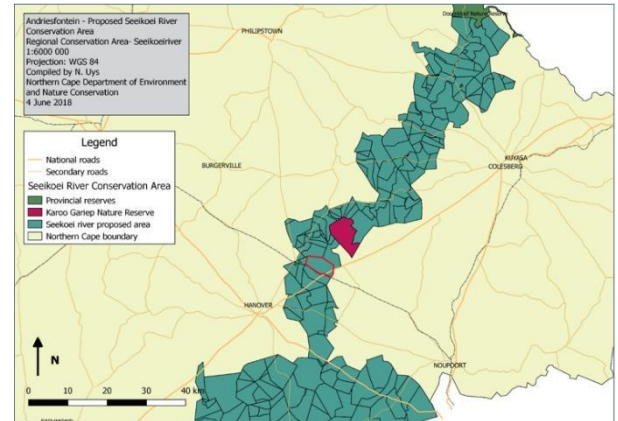 Andriesfontein - Proposed Seeikoei River
Conservation Area
Regional Conservation Area- Seeikoeiriver
1:6000 000
Projection: WGS 84
Compiled by N. Uys
Northern Cape Department of Environment
and Nature Conservation
4 June 2018
Legend
National roads
Secondary roads
Seeikoei River Conservation Area
Provincial reserves
Karoo Gariep Nature Reserve
Seekoei river proposed area
Northern Cape boundary
PHILIPSTOWN
Nature Reserve
BURGERVILLE
KUYASA
COLESBERG
HANOVER
NOUPOORT
N
0 10 20 30 40 km